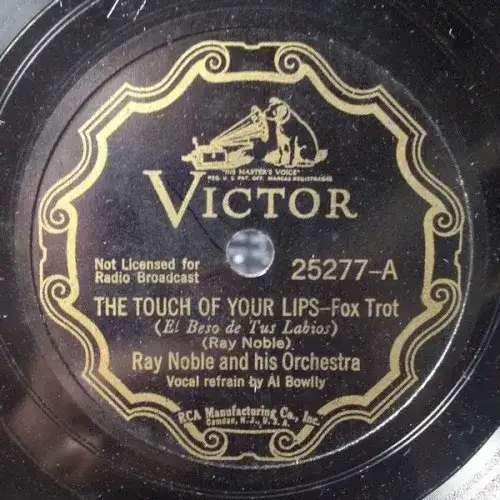 "HIS MASTER'S VOICE"
REG. U. S. PAT. OFF. MARCAS REGISTRADAS
VICTOR
Not Licensed for
Radio Broadcast
25277-A
THE TOUCH OF YOUR LIPS-Fox Trot
(El Beso de Tus Labios)
(Ray Noble)
Ray Noble and his Orchestra
Vocal refrain by Al Bowlly
RCA Manufacturing Co., Inc.
Camden, N.J., U.S.A.